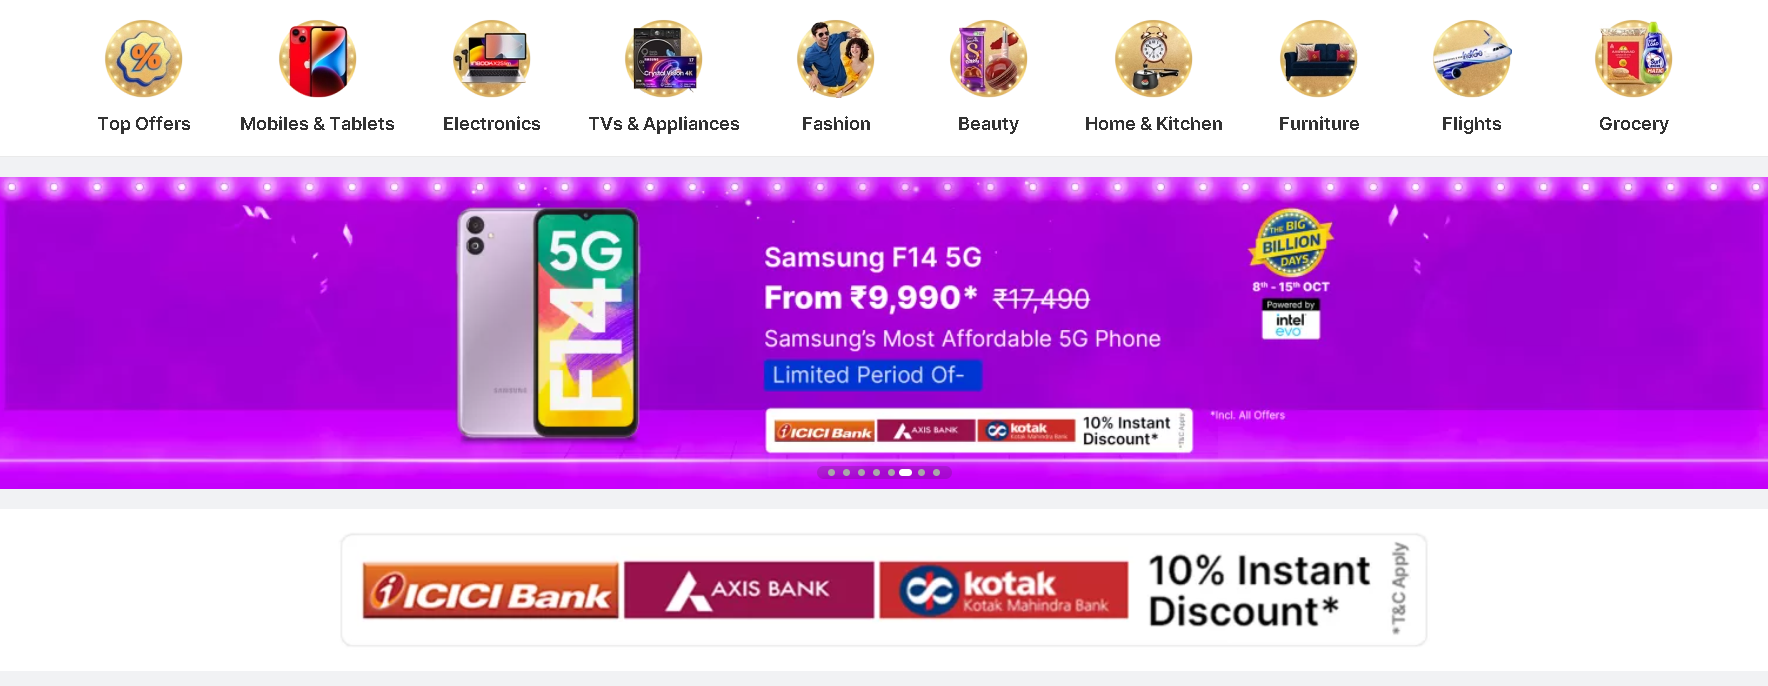 Top Offers
Mobiles & Tablets
Electronics
TVs & Appliances
Fashion
Beauty
Home & Kitchen
Furniture
Flights
Grocery
5G
F14
SAMSUNG
Samsung F14 5G
From ₹9,990* ₹17,490
Samsung's Most Affordable 5G Phone
Limited Period Of-
ICICI Bank
AXIS BANK
kotak
Kotak Mahindra Bank
10% Instant
Discount*
*T&C Apply
THE BIG
BILLION
DAYS
8th - 15th OCT
Powered by
intel
evo
*Incl. All Offers
ICICI Bank
AXIS BANK
kotak
Kotak Mahindra Bank
10% Instant
Discount*
*T&C Apply